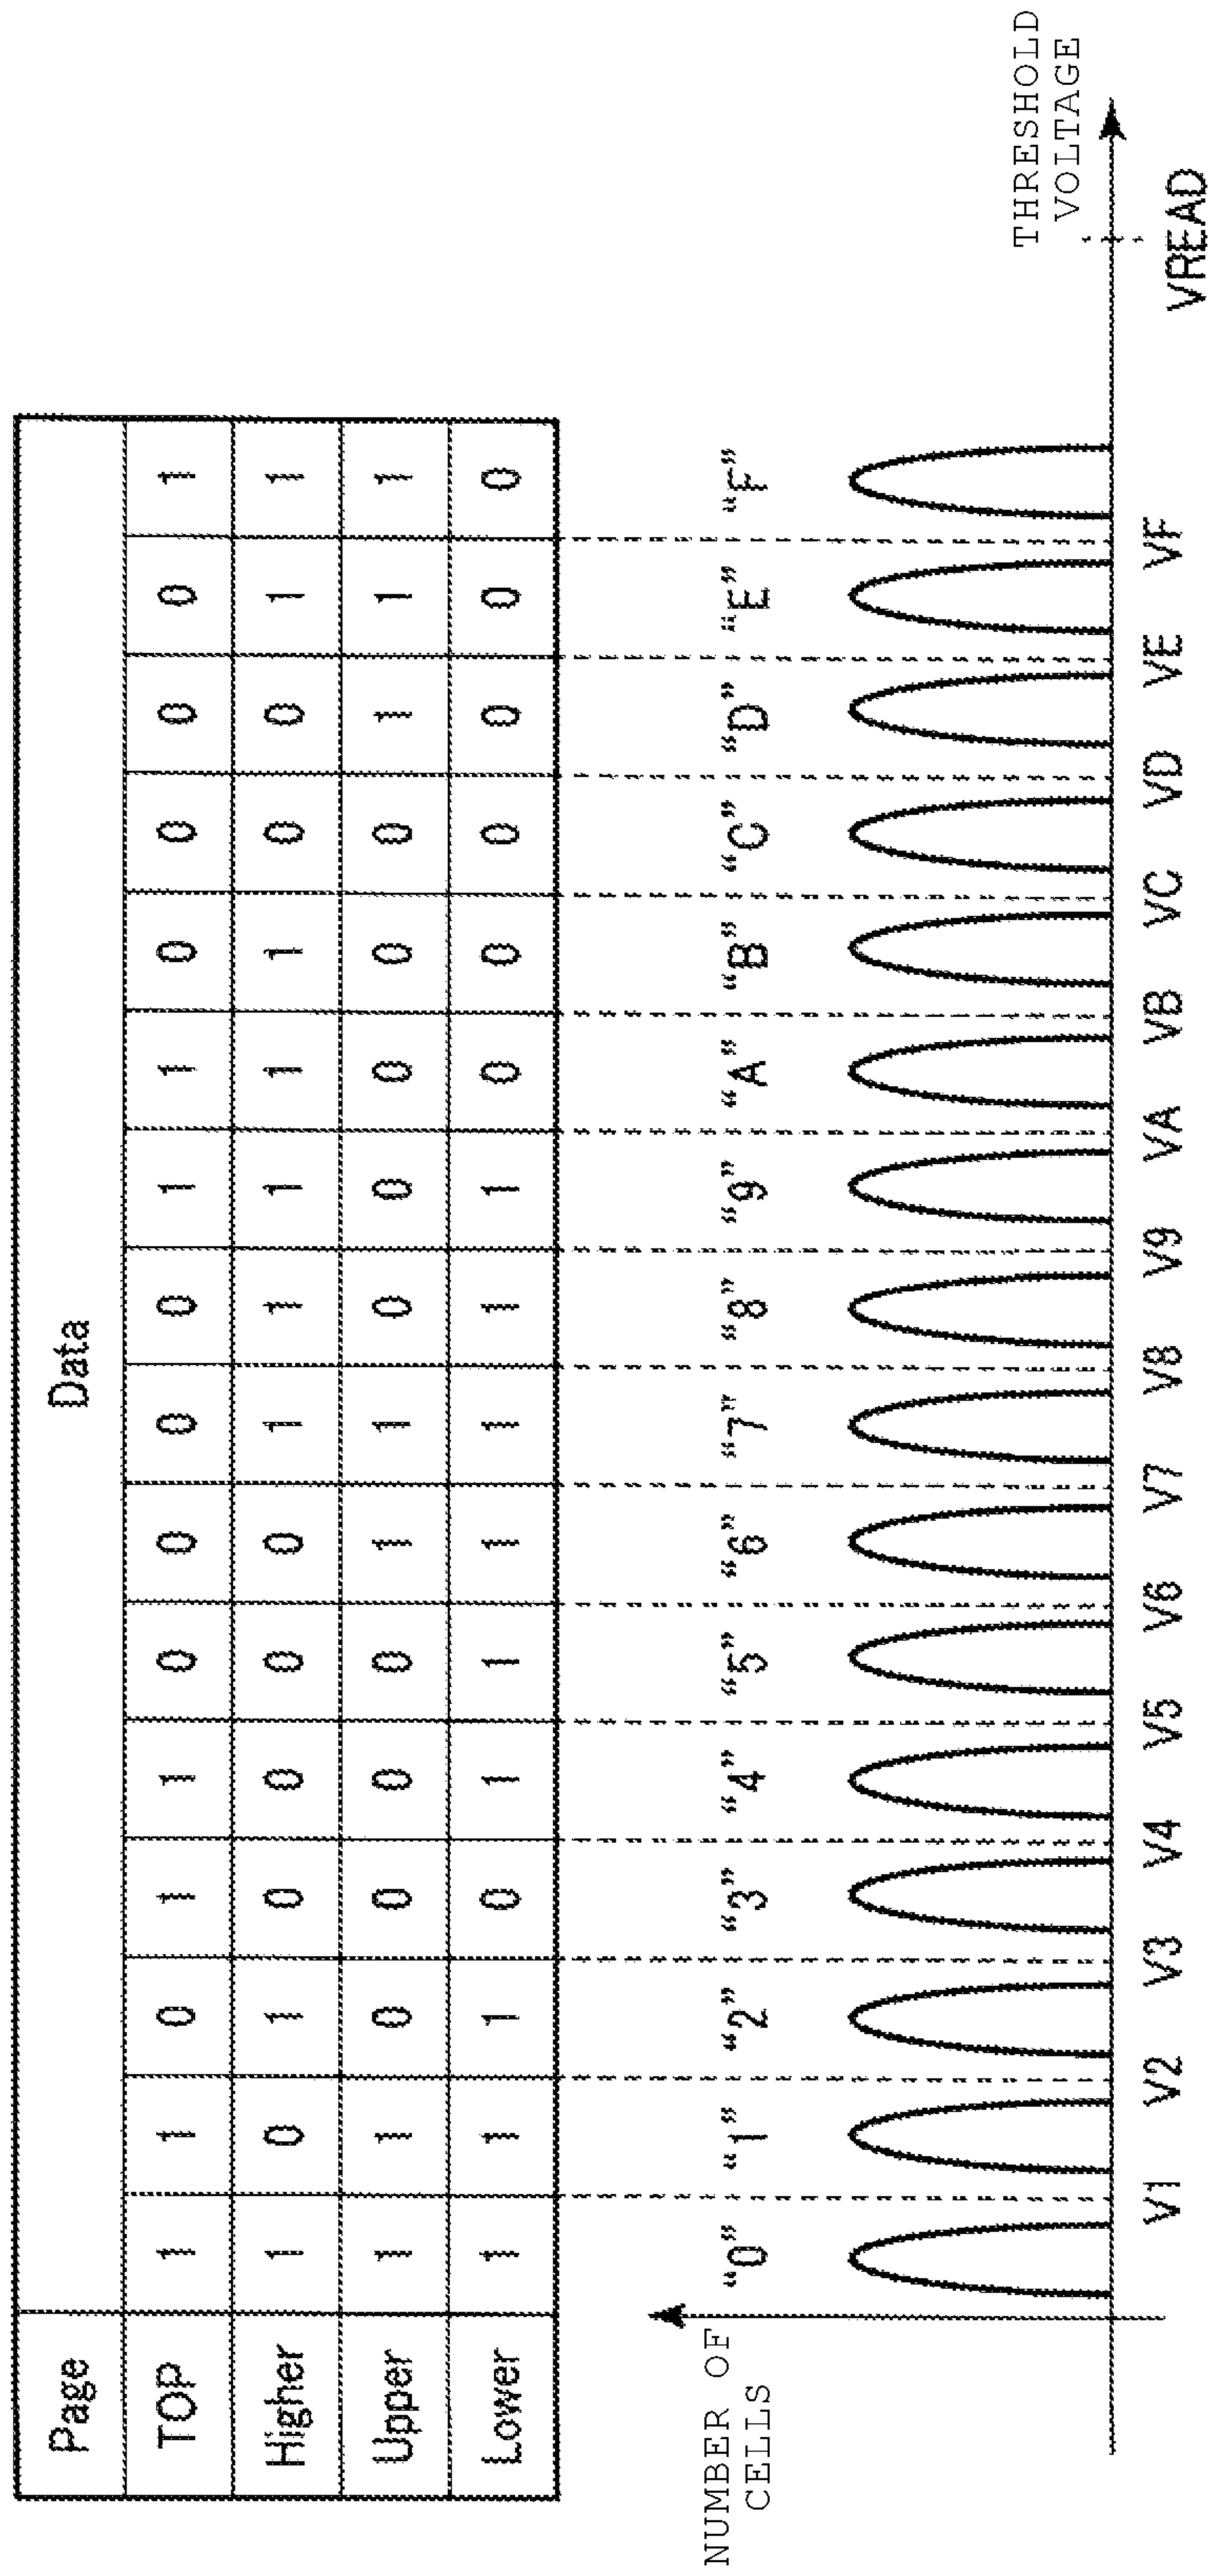 Page Data
TOP 1 1 0 1 1 0 0 0 0 1 1 0 0 0 0 1
Higher 1 0 1 0 0 0 0 1 1 1 1 1 0 0 1 1
Upper 1 1 0 0 0 0 1 1 0 0 0 0 0 1 1 1
Lower 1 1 1 0 1 1 1 1 1 1 0 0 0 0 0 0
NUMBER OF
CELLS
“0” “1” “2” “3” “4” “5” “6” “7” “8” “9” “A” “B” “C” “D” “E” “F”
THRESHOLD
VOLTAGE
V1 V2 V3 V4 V5 V6 V7 V8 V9 VA VB VC VD VE VF VREAD